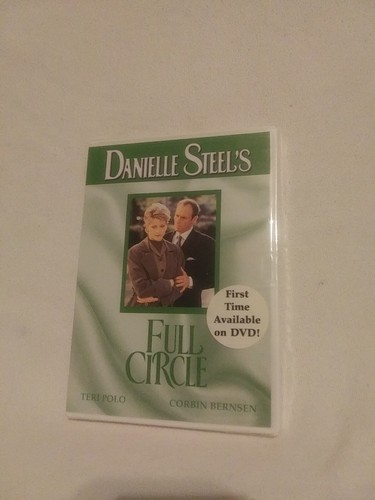 DANIELLE STEEL'S
First
Time
Available
on DVD!
FULL
CIRCLE
TERI POLO
CORBIN BERNSEN